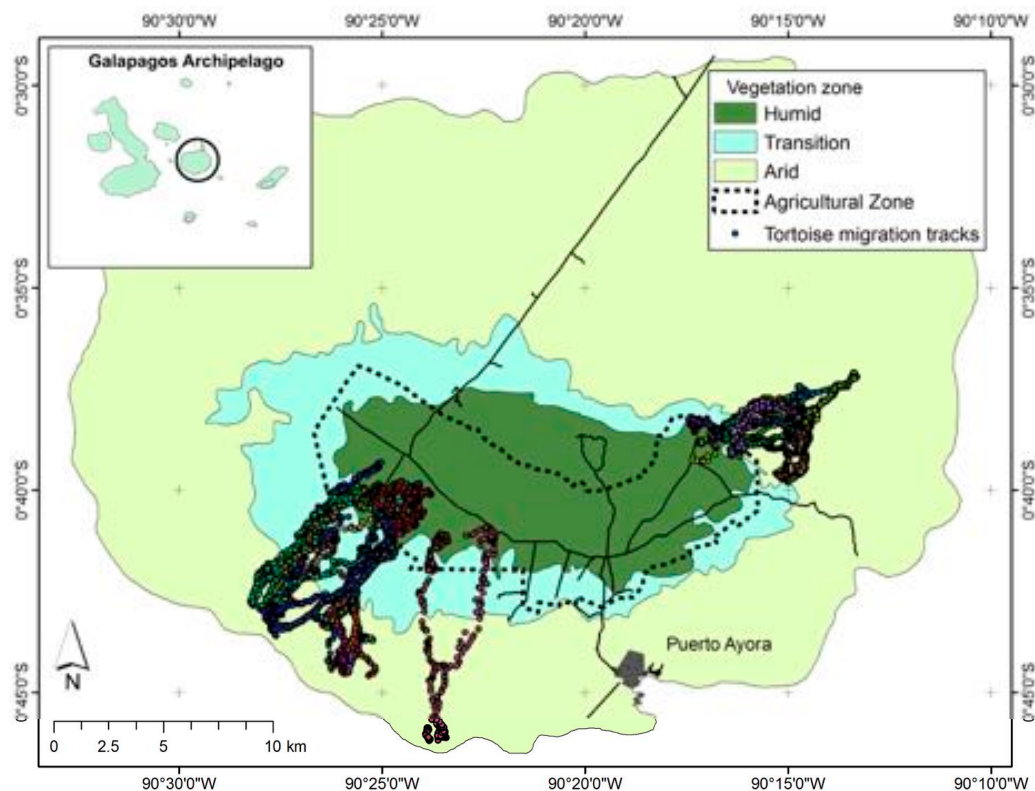 90°30'0"W 90°25'0"W 90°20'0"W 90°15'0"W 90°10'0"W
Galapagos Archipelago
Vegetation zone
Humid
Transition
Arid
Agricultural Zone
Tortoise migration tracks
0°30'0"S 0°30'0"S
0°35'0"S 0°35'0"S
0°40'0"S 0°40'0"S
Puerto Ayora
N
0°45'0"S 0°45'0"S
0 2.5 5 10 km
90°30'0"W 90°25'0"W 90°20'0"W 90°15'0"W 90°10'0"W